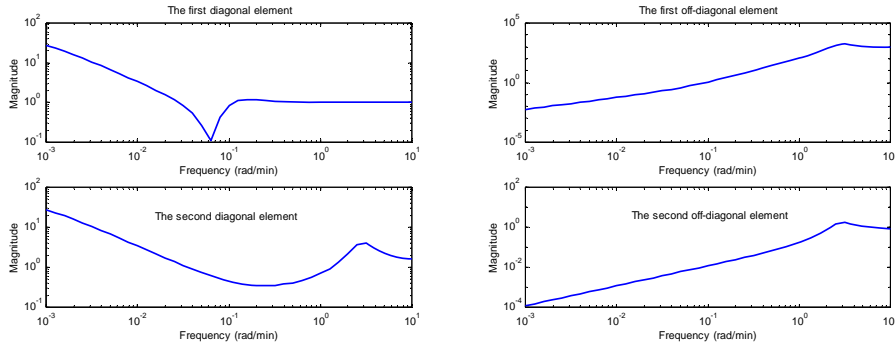 The first diagonal element
10^2
10^1
10^0
10^-1
Magnitude
10^-3 10^-2 10^-1 10^0 10^1
Frequency (rad/min)
The first off-diagonal element
10^5
10^0
10^-5
Magnitude
10^-3 10^-2 10^-1 10^0 10^1
Frequency (rad/min)
The second diagonal element
10^2
10^1
10^0
10^-1
Magnitude
10^-3 10^-2 10^-1 10^0 10^1
Frequency (rad/min)
The second off-diagonal element
10^2
10^0
10^-2
10^-4
Magnitude
10^-3 10^-2 10^-1 10^0 10^1
Frequency (rad/min)